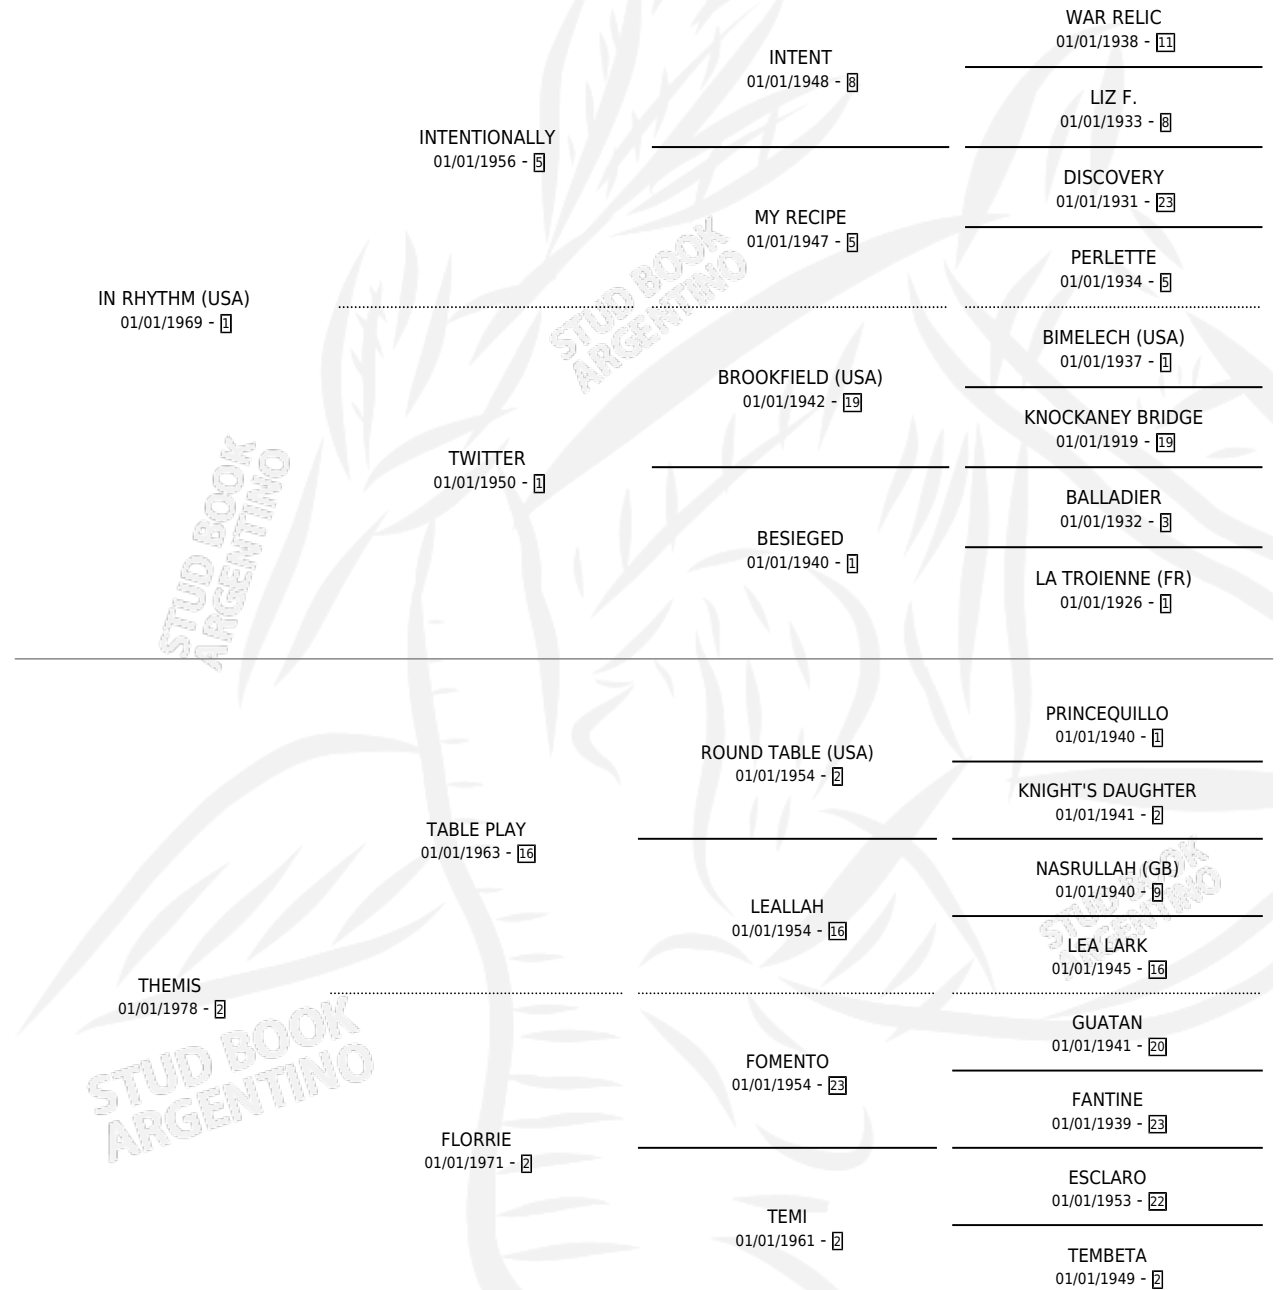 WAR RELIC
01/01/1938 - 11
INTENT
01/01/1948 - 8
LIZ F.
01/01/1933 - 8
INTENTIONALLY
01/01/1956 - 5
DISCOVERY
01/01/1931 - 23
MY RECIPE
01/01/1947 - 5
PERLETTE
01/01/1934 - 5
IN RHYTHM (USA)
01/01/1969 - 1
STUD BOOK
ARGENTINO
BIMELECH (USA)
01/01/1937 - 1
BROOKFIELD (USA)
01/01/1942 - 19
KNOCKANEY BRIDGE
01/01/1919 - 19
TWITTER
01/01/1950 - 1
BALLADIER
01/01/1932 - 3
BESIEGED
01/01/1940 - 1
LA TROIENNE (FR)
01/01/1926 - 1
STUD BOOK
ARGENTINO
PRINCEQUILLO
01/01/1940 - 1
ROUND TABLE (USA)
01/01/1954 - 2
KNIGHT'S DAUGHTER
01/01/1941 - 2
TABLE PLAY
01/01/1963 - 16
NASRULLAH (GB)
01/01/1940 - 9
LEALLAH
01/01/1954 - 16
LEA LARK
01/01/1945 - 16
STUD BOOK
ARGENTINO
THEMIS
01/01/1978 - 2
GUATAN
01/01/1941 - 20
FOMENTO
01/01/1954 - 23
FANTINE
01/01/1939 - 23
STUD BOOK
ARGENTINO
FLORRIE
01/01/1971 - 2
ESCLARO
01/01/1953 - 22
TEMI
01/01/1961 - 2
TEMBETA
01/01/1949 - 2